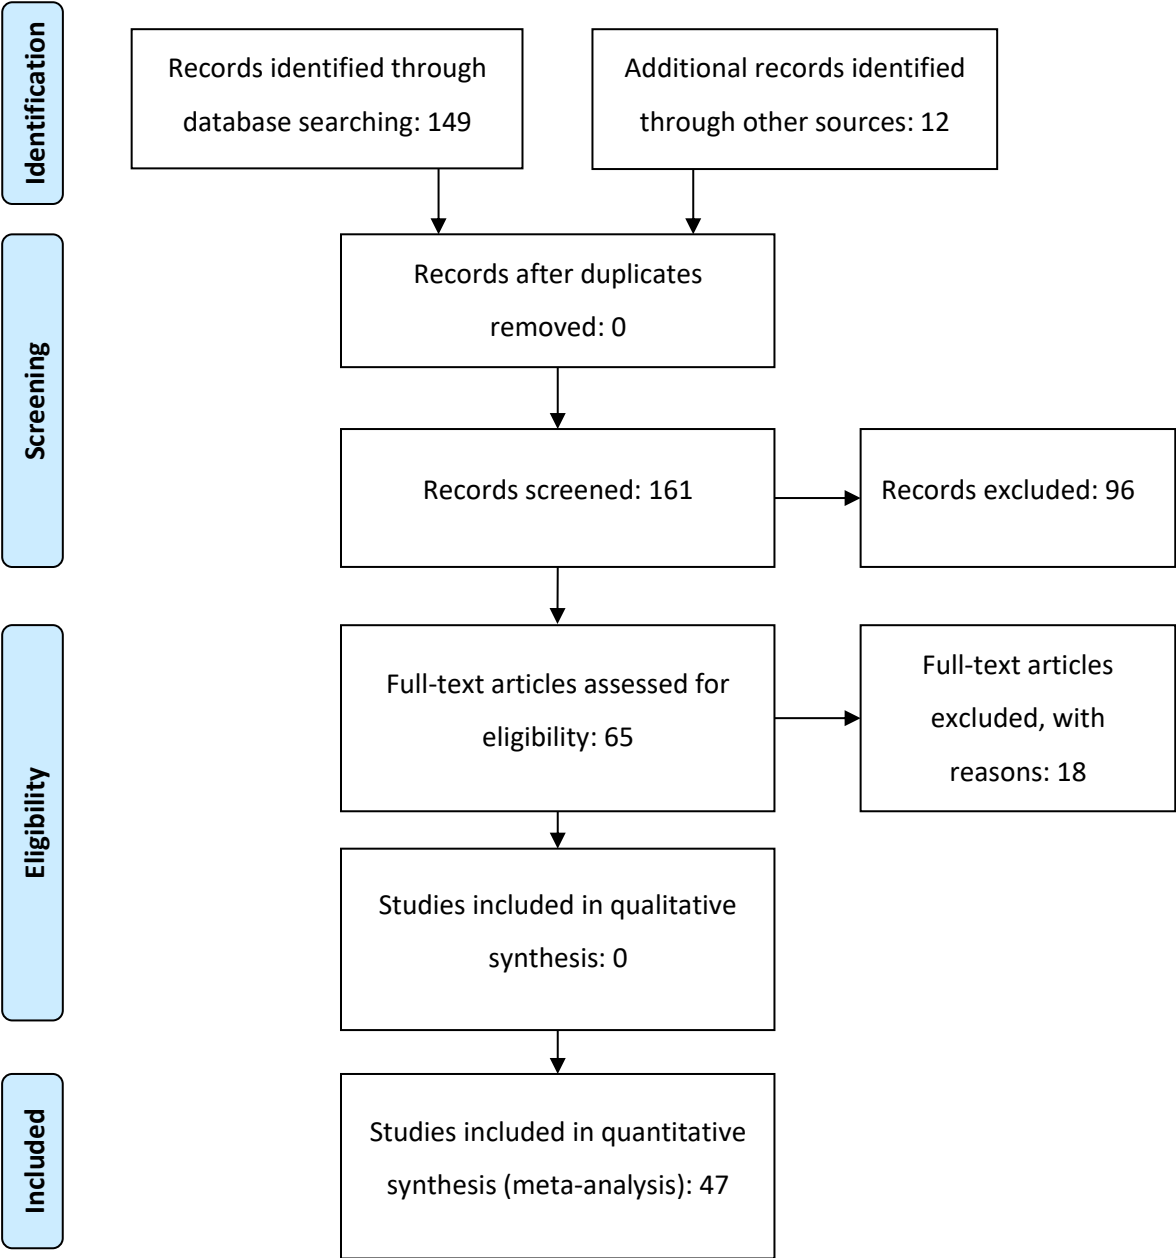 Identification
Records identified through
database searching: 149
Additional records identified
through other sources: 12
Screening
Records after duplicates
removed: 0
Records screened: 161
Records excluded: 96
Eligibility
Full-text articles assessed for
eligibility: 65
Full-text articles
excluded, with
reasons: 18
Studies included in qualitative
synthesis: 0
Included
Studies included in quantitative
synthesis (meta-analysis): 47